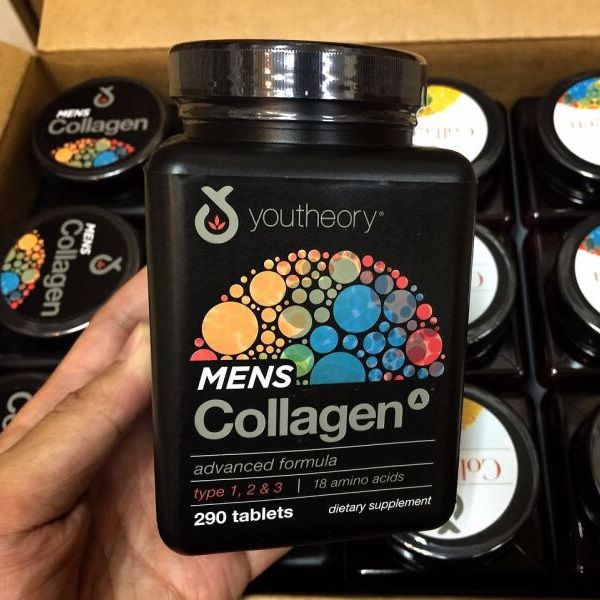 youtheory®
MENS
Collagen
advanced formula
type 1, 2 & 3 | 18 amino acids
290 tablets
dietary supplement
MENS
Collagen
MENS
Collagen
Collagen